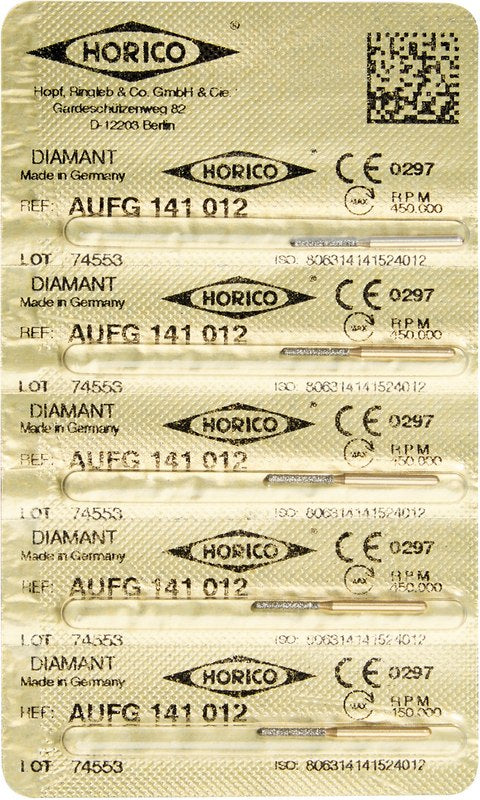 HORICO ®
Hopf, Ringleb & Co. GmbH & Cie.
Gardeschützenweg 82
D-12203 Berlin
DIAMANT
Made in Germany
HORICO ®
CE 0297
REF: AUFG 141 012
MAX
RPM
450.000
LOT 74553
ISO: 806314141524012
DIAMANT
Made in Germany
HORICO ®
CE 0297
REF: AUFG 141 012
MAX
RPM
450.000
LOT 74553
ISO: 806314141524012
DIAMANT
Made in Germany
HORICO ®
CE 0297
REF: AUFG 141 012
MAX
RPM
450.000
LOT 74553
ISO: 806314141524012
DIAMANT
Made in Germany
HORICO ®
CE 0297
REF: AUFG 141 012
MAX
RPM
450.000
LOT 74553
ISO: 806314141524012
DIAMANT
Made in Germany
HORICO ®
CE 0297
REF: AUFG 141 012
MAX
RPM
450.000
LOT 74553
ISO: 806314141524012